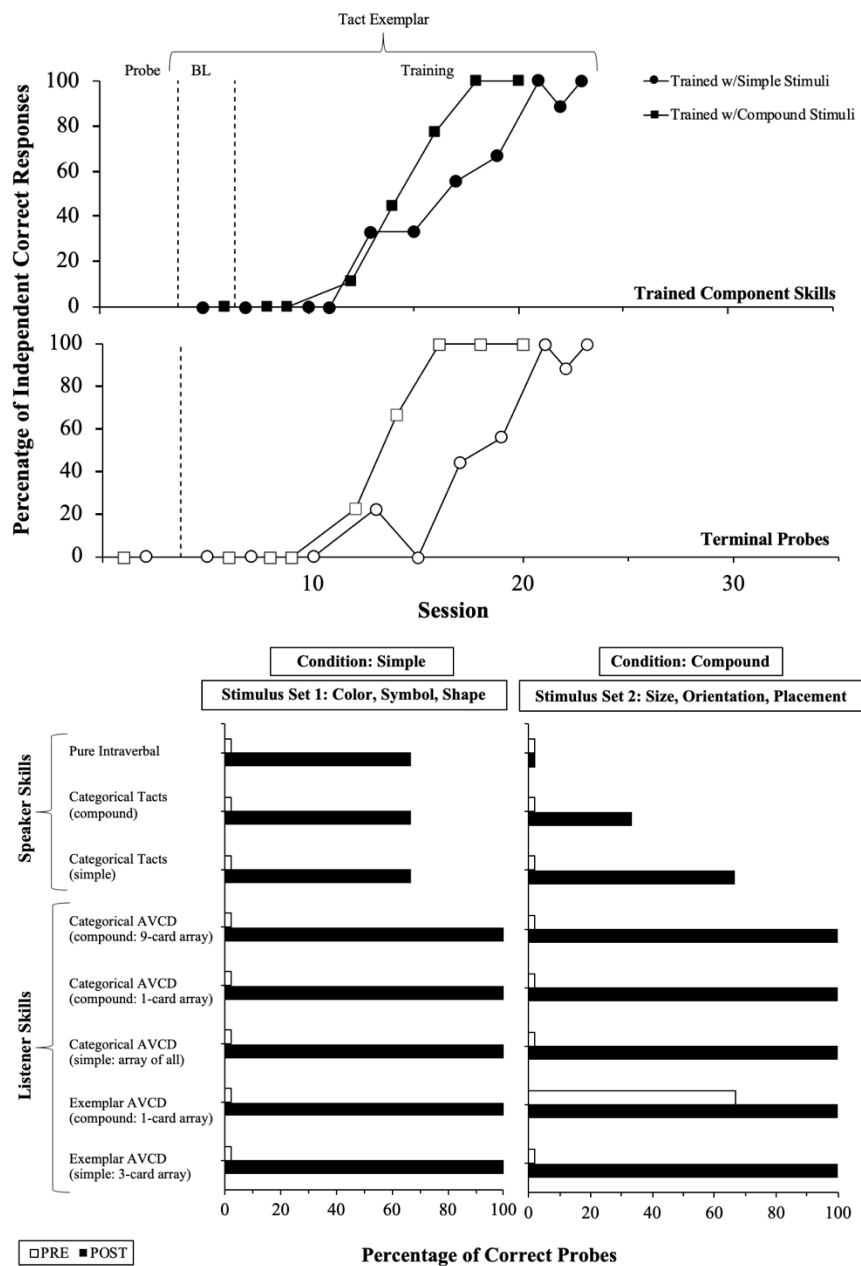 Tact Exemplar
Probe BL Training
Percenatge of Independent Correct Responses
100
80
60
40
20
0
Trained w/Simple Stimuli
Trained w/Compound Stimuli
Trained Component Skills
100
80
60
40
20
0
Terminal Probes
10 20 30
Session
Condition: Simple
Stimulus Set 1: Color, Symbol, Shape
Condition: Compound
Stimulus Set 2: Size, Orientation, Placement
Speaker Skills
Pure Intraverbal
Categorical Tacts
(compound)
Categorical Tacts
(simple)
Listener Skills
Categorical AVCD
(compound: 9-card array)
Categorical AVCD
(compound: 1-card array)
Categorical AVCD
(simple: array of all)
Exemplar AVCD
(compound: 1-card array)
Exemplar AVCD
(simple: 3-card array)
0 20 40 60 80 100
0 20 40 60 80 100
PRE POST
Percentage of Correct Probes